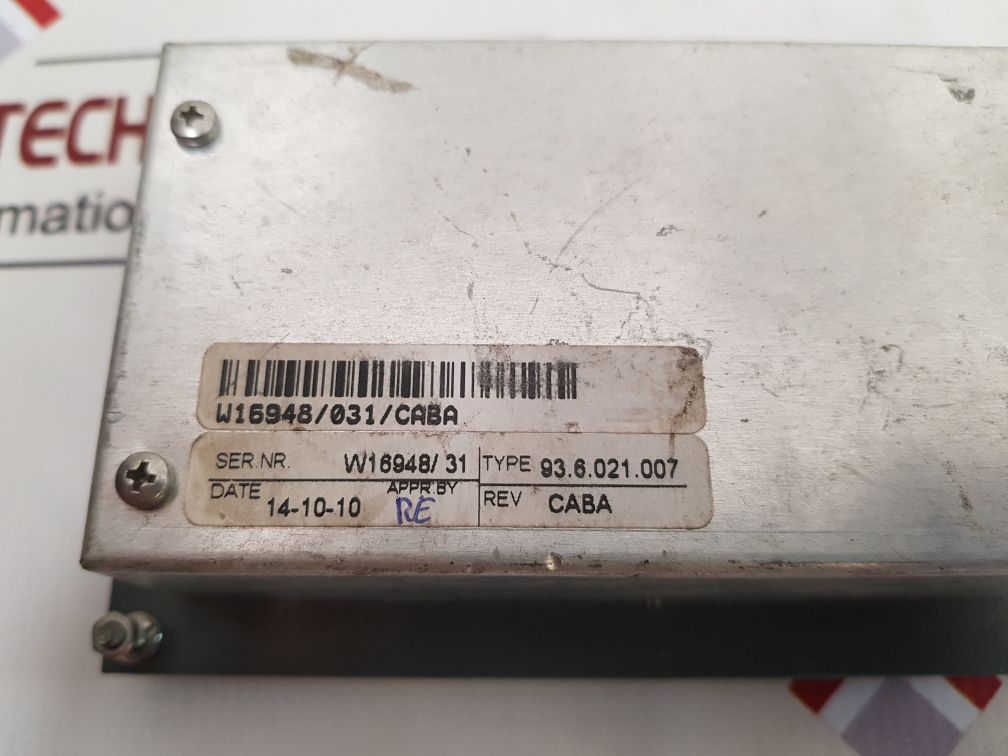 TECH
matio
W16948/031/CABA
SER.NR. W16948/ 31 TYPE 93.6.021.007
DATE 14-10-10 APPR.BY RE REV CABA